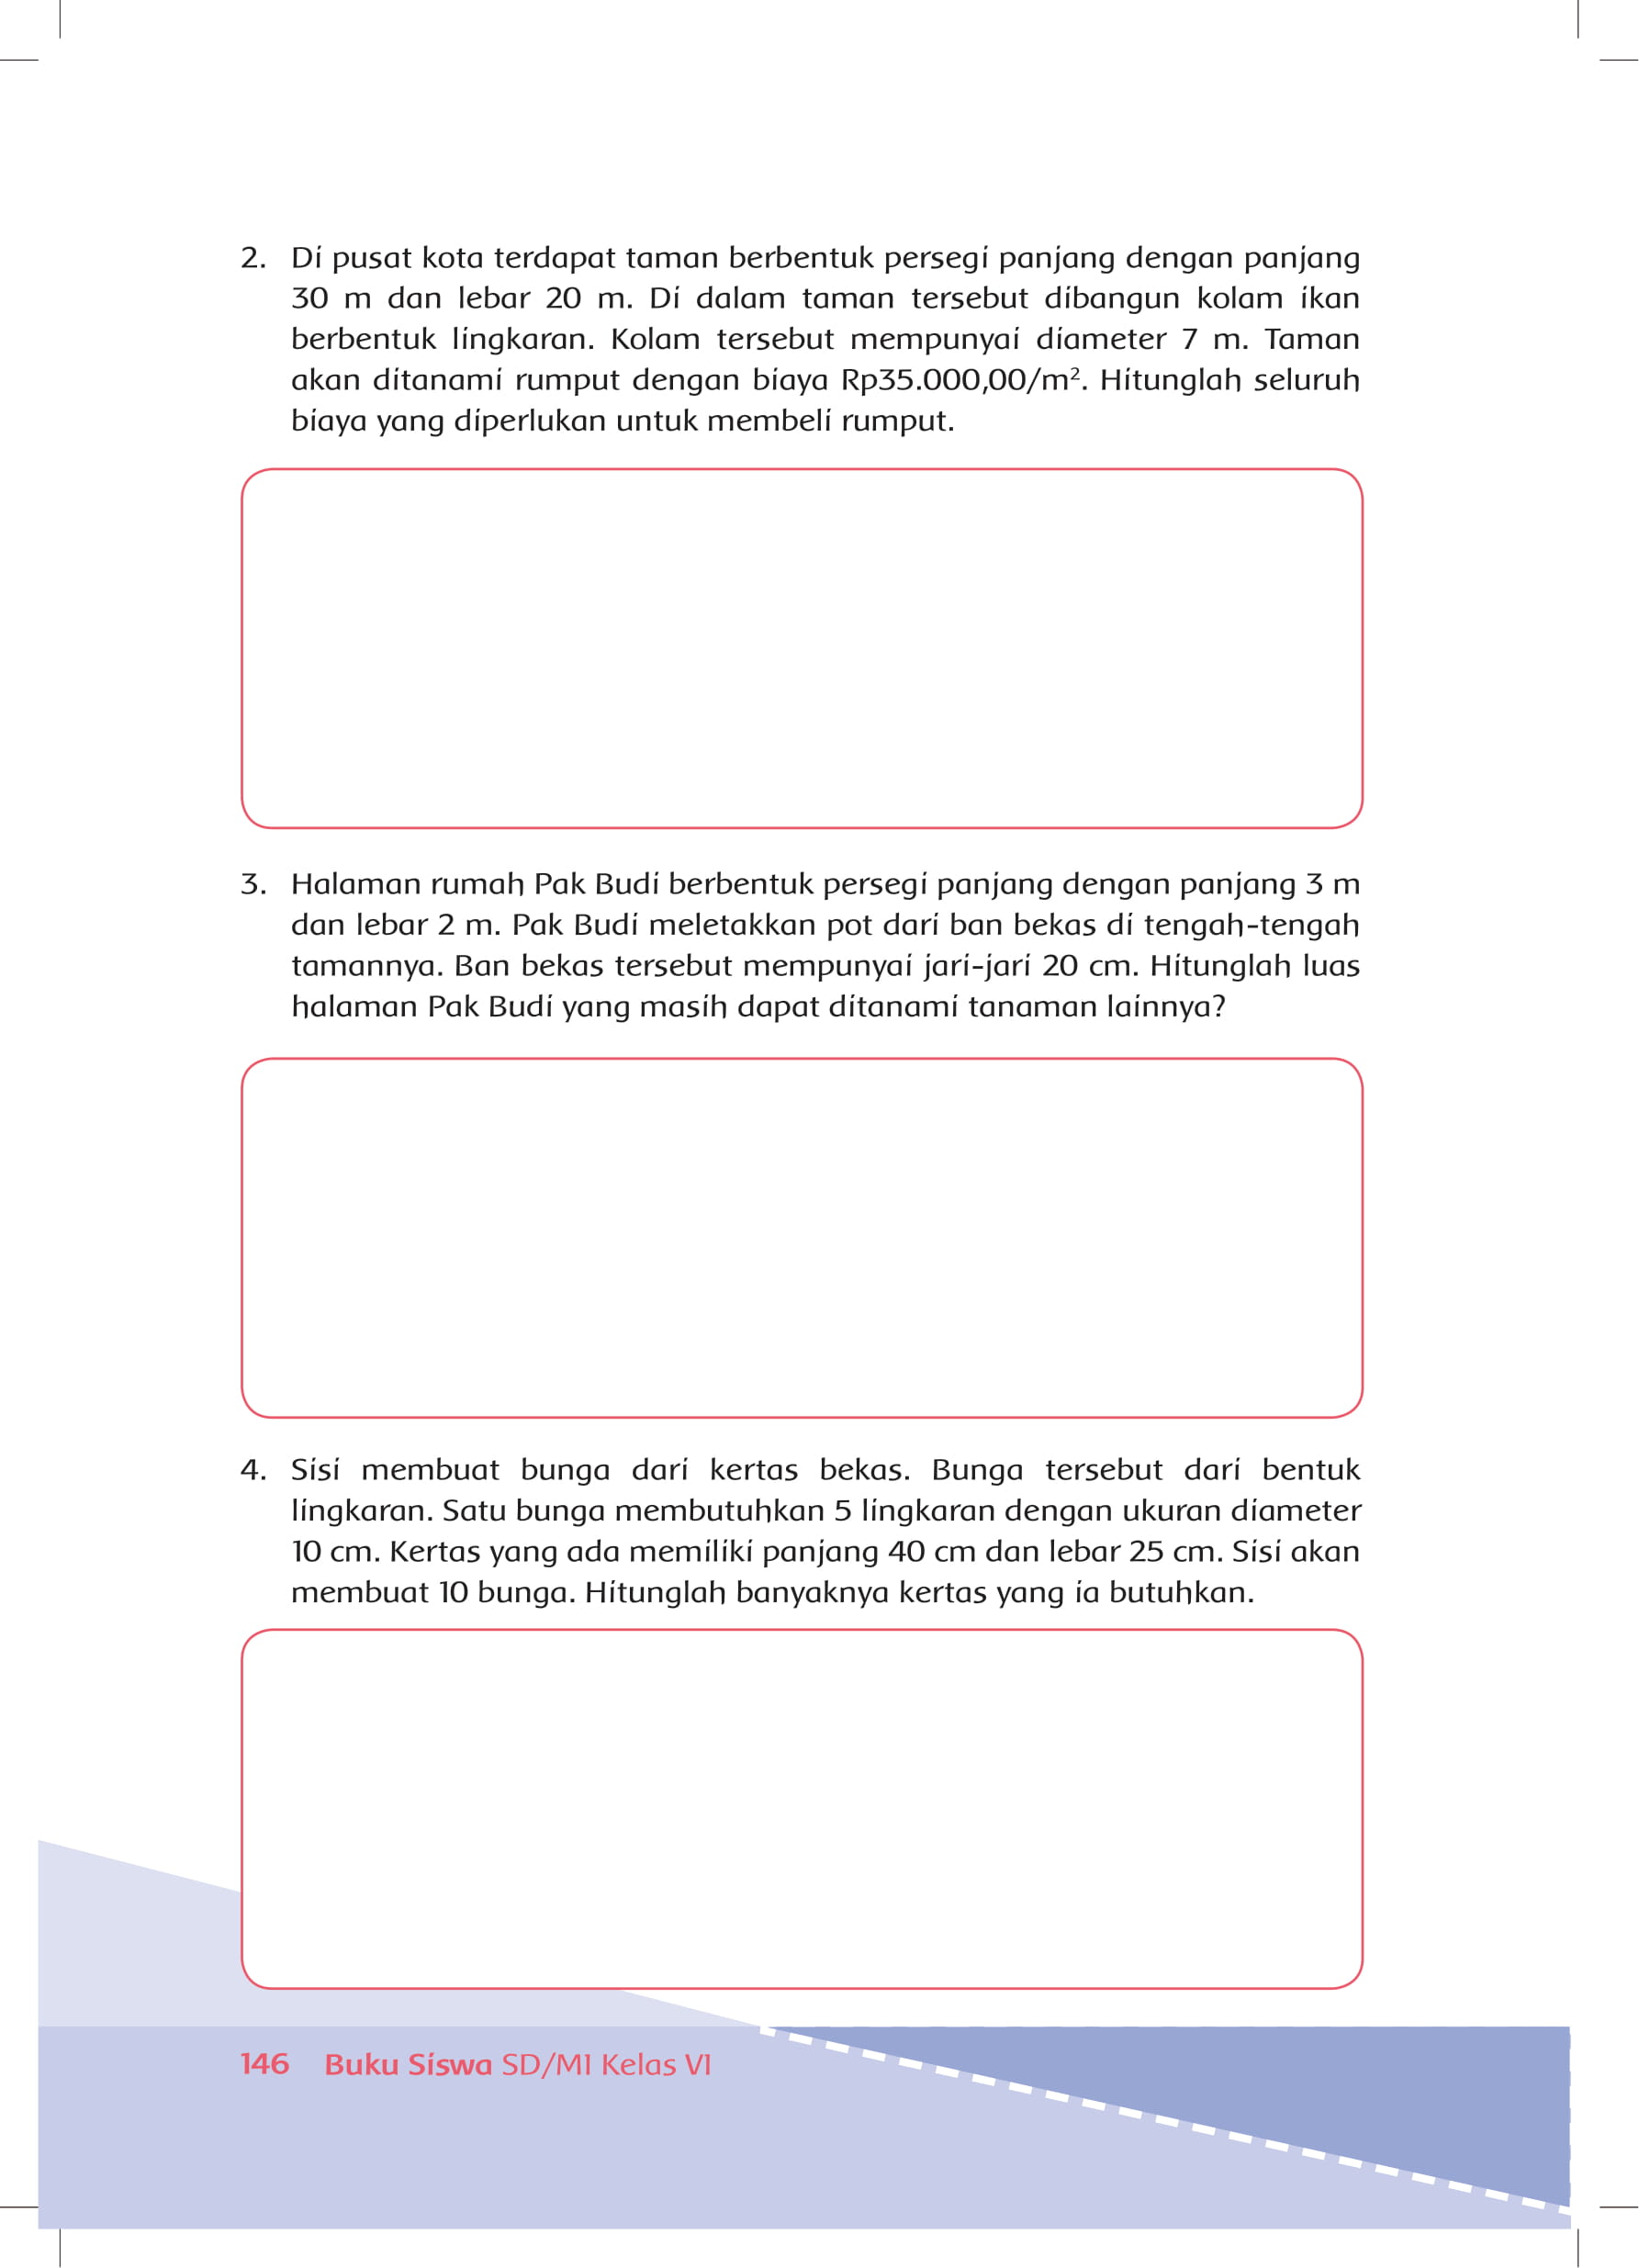 2. Di pusat kota terdapat taman berbentuk persegi panjang dengan panjang
30 m dan lebar 20 m. Di dalam taman tersebut dibangun kolam ikan
berbentuk lingkaran. Kolam tersebut mempunyai diameter 7 m. Taman
akan ditanami rumput dengan biaya Rp35.000,00/m². Hitunglah seluruh
biaya yang diperlukan untuk membeli rumput.
3. Halaman rumah Pak Budi berbentuk persegi panjang dengan panjang 3 m
dan lebar 2 m. Pak Budi meletakkan pot dari ban bekas di tengah-tengah
tamannya. Ban bekas tersebut mempunyai jari-jari 20 cm. Hitunglah luas
halaman Pak Budi yang masih dapat ditanami tanaman lainnya?
4. Sisi membuat bunga dari kertas bekas. Bunga tersebut dari bentuk
lingkaran. Satu bunga membutuhkan 5 lingkaran dengan ukuran diameter
10 cm. Kertas yang ada memiliki panjang 40 cm dan lebar 25 cm. Sisi akan
membuat 10 bunga. Hitunglah banyaknya kertas yang ia butuhkan.
146 Buku Siswa SD/MI Kelas VI